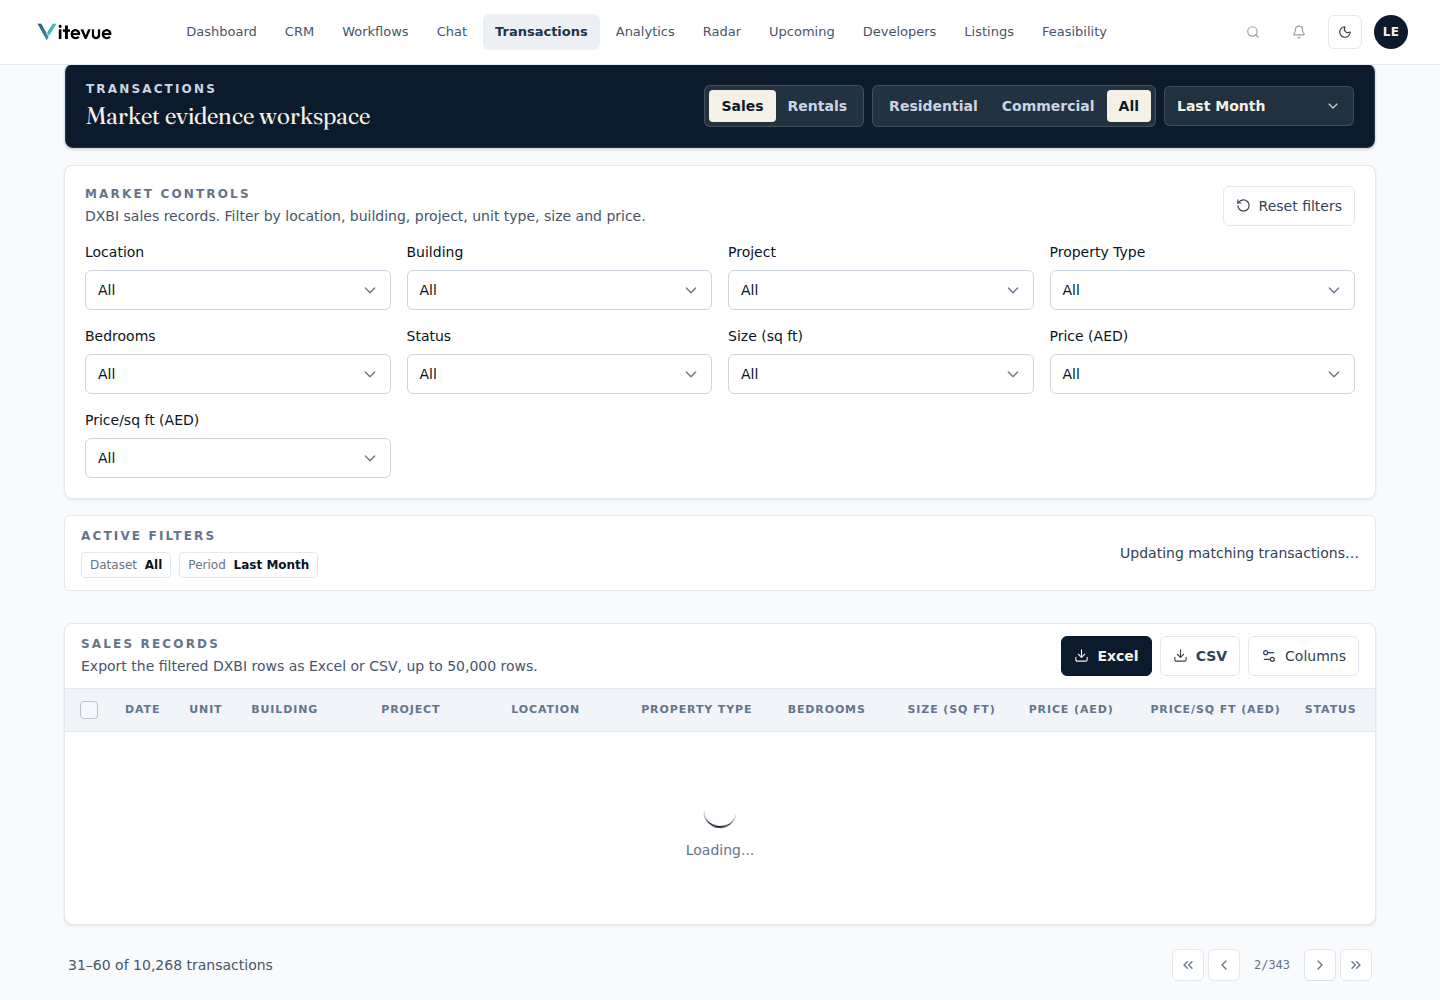 Vitevue
Dashboard CRM Workflows Chat Transactions Analytics Radar Upcoming Developers Listings Feasibility
LE
TRANSACTIONS
Market evidence workspace
Sales Rentals Residential Commercial All Last Month
MARKET CONTROLS
DXBI sales records. Filter by location, building, project, unit type, size and price.
Reset filters
Location Building Project Property Type
All All All All
Bedrooms Status Size (sq ft) Price (AED)
All All All All
Price/sq ft (AED)
All
ACTIVE FILTERS
Dataset All Period Last Month
Updating matching transactions...
SALES RECORDS
Export the filtered DXBI rows as Excel or CSV, up to 50,000 rows.
Excel CSV Columns
DATE UNIT BUILDING PROJECT LOCATION PROPERTY TYPE BEDROOMS SIZE (SQ FT) PRICE (AED) PRICE/SQ FT (AED) STATUS
Loading...
31–60 of 10,268 transactions
2/343